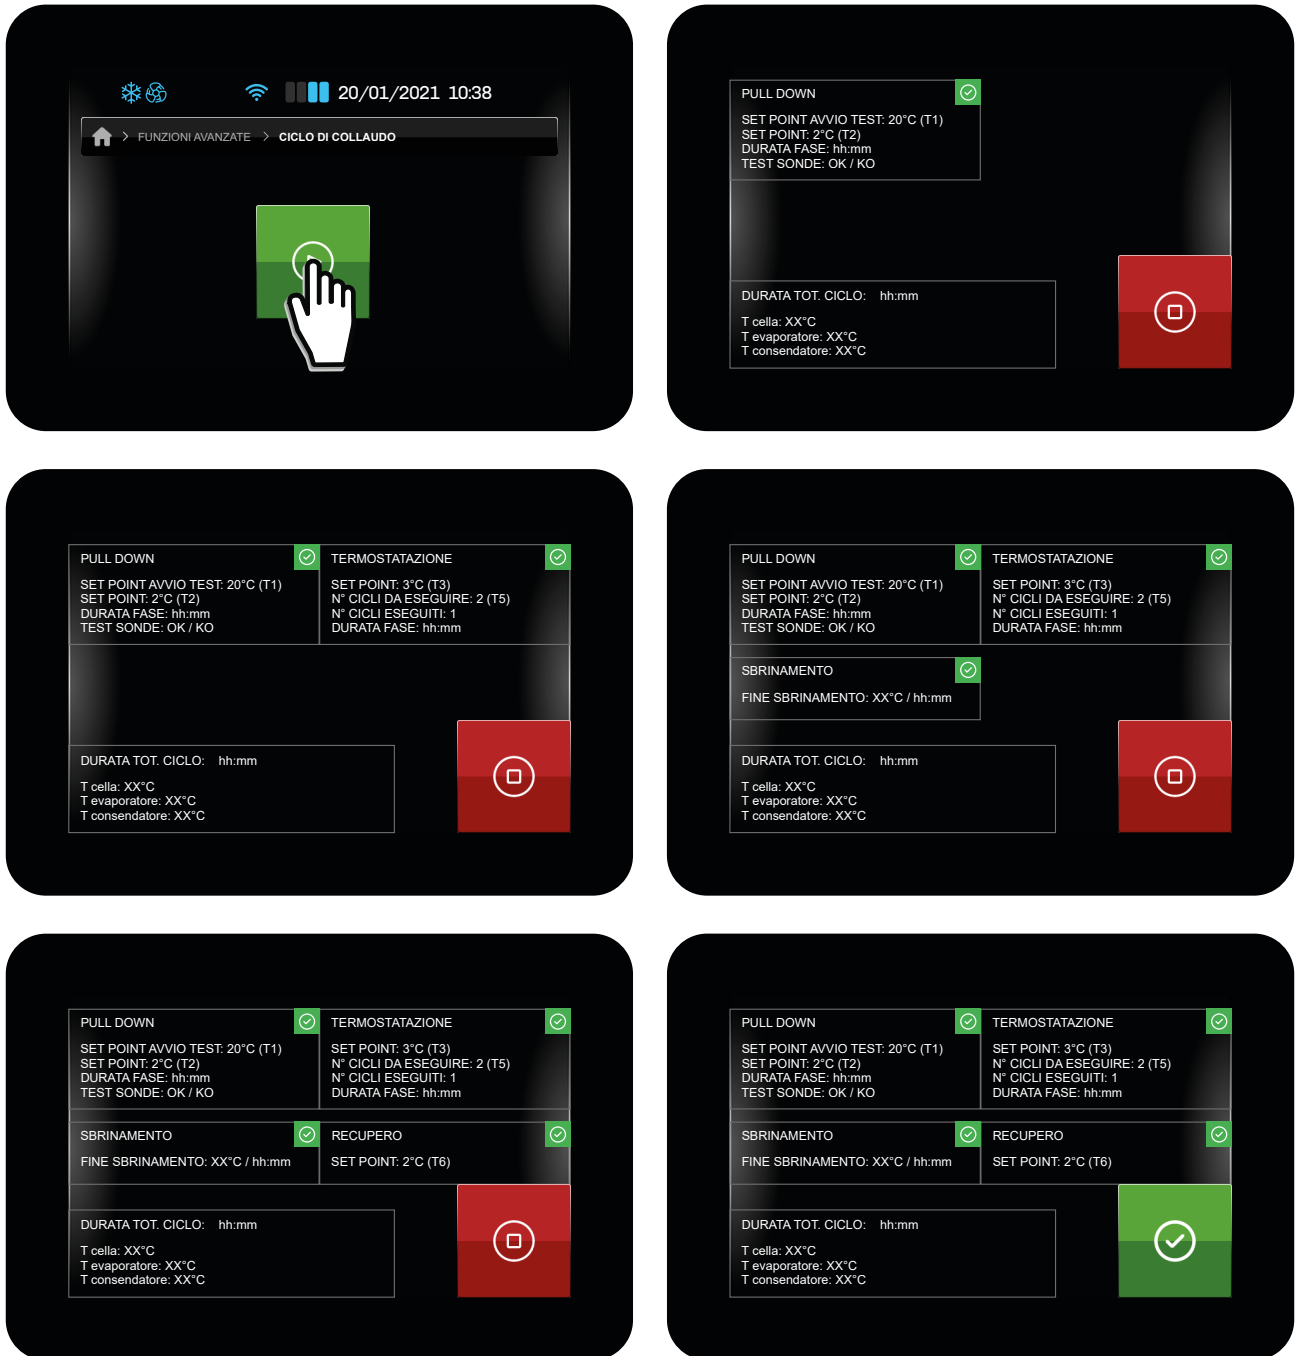 20/01/2021 10:38
FUNZIONI AVANZATE > CICLO DI COLLAUDO
PULL DOWN
SET POINT AVVIO TEST: 20°C (T1)
SET POINT: 2°C (T2)
DURATA FASE: hh:mm
TEST SONDE: OK / KO
DURATA TOT. CICLO: hh:mm
T cella: XX°C
T evaporatore: XX°C
T consendatore: XX°C
PULL DOWN
SET POINT AVVIO TEST: 20°C (T1)
SET POINT: 2°C (T2)
DURATA FASE: hh:mm
TEST SONDE: OK / KO
TERMOSTATAZIONE
SET POINT: 3°C (T3)
N° CICLI DA ESEGUIRE: 2 (T5)
N° CICLI ESEGUITI: 1
DURATA FASE: hh:mm
DURATA TOT. CICLO: hh:mm
T cella: XX°C
T evaporatore: XX°C
T consendatore: XX°C
PULL DOWN
SET POINT AVVIO TEST: 20°C (T1)
SET POINT: 2°C (T2)
DURATA FASE: hh:mm
TEST SONDE: OK / KO
TERMOSTATAZIONE
SET POINT: 3°C (T3)
N° CICLI DA ESEGUIRE: 2 (T5)
N° CICLI ESEGUITI: 1
DURATA FASE: hh:mm
SBRINAMENTO
FINE SBRINAMENTO: XX°C / hh:mm
DURATA TOT. CICLO: hh:mm
T cella: XX°C
T evaporatore: XX°C
T consendatore: XX°C
PULL DOWN
SET POINT AVVIO TEST: 20°C (T1)
SET POINT: 2°C (T2)
DURATA FASE: hh:mm
TEST SONDE: OK / KO
TERMOSTATAZIONE
SET POINT: 3°C (T3)
N° CICLI DA ESEGUIRE: 2 (T5)
N° CICLI ESEGUITI: 1
DURATA FASE: hh:mm
SBRINAMENTO
FINE SBRINAMENTO: XX°C / hh:mm
RECUPERO
SET POINT: 2°C (T6)
DURATA TOT. CICLO: hh:mm
T cella: XX°C
T evaporatore: XX°C
T consendatore: XX°C
PULL DOWN
SET POINT AVVIO TEST: 20°C (T1)
SET POINT: 2°C (T2)
DURATA FASE: hh:mm
TEST SONDE: OK / KO
TERMOSTATAZIONE
SET POINT: 3°C (T3)
N° CICLI DA ESEGUIRE: 2 (T5)
N° CICLI ESEGUITI: 1
DURATA FASE: hh:mm
SBRINAMENTO
FINE SBRINAMENTO: XX°C / hh:mm
RECUPERO
SET POINT: 2°C (T6)
DURATA TOT. CICLO: hh:mm
T cella: XX°C
T evaporatore: XX°C
T consendatore: XX°C